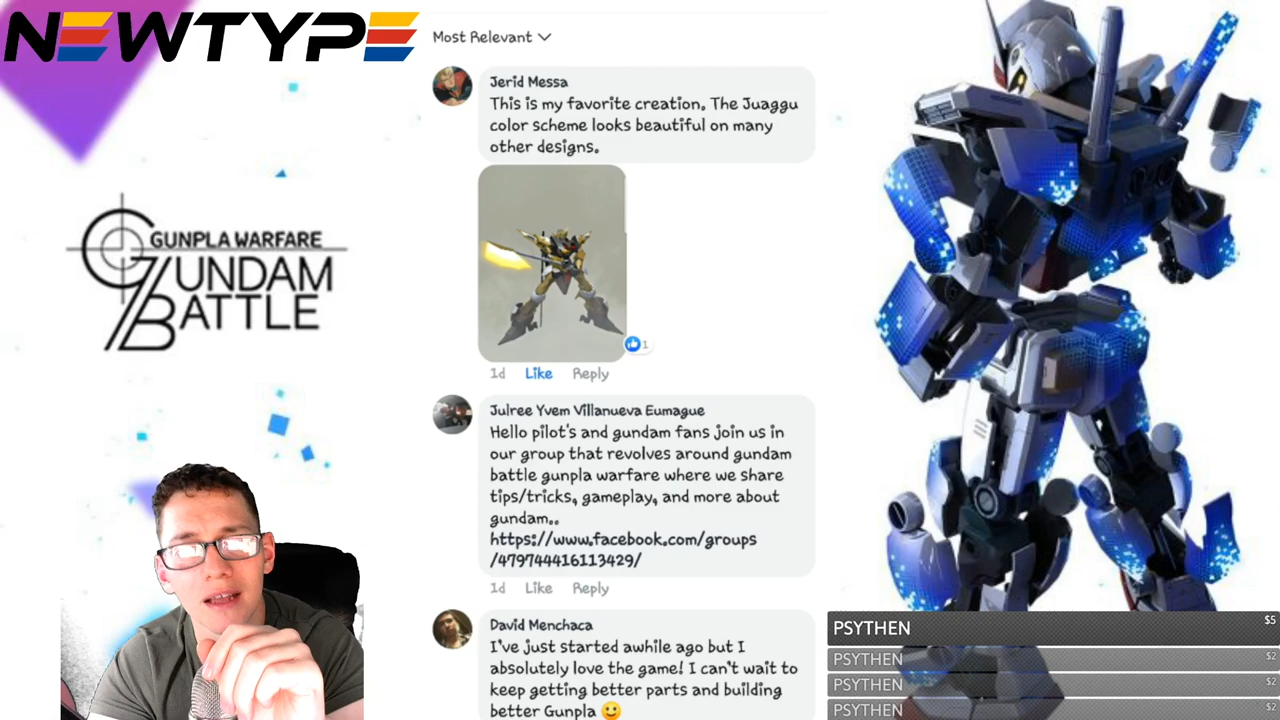 NEWTYPE
GUNPLA WARFARE
GUNDAM
BATTLE
Most Relevant
Jerid Messa
This is my favorite creation. The Juaggu
color scheme looks beautiful on many
other designs.
1
1d Like Reply
Julree Yvem Villanueva Eumague
Hello pilot's and gundam fans join us in
our group that revolves around gundam
battle gunpla warfare where we share
tips/tricks, gameplay, and more about
gundam..
https://www.facebook.com/groups
/479744416113429/
1d Like Reply
David Menchaca
I've just started awhile ago but I
absolutely love the game! I can't wait to
keep getting better parts and building
better Gunpla 🙂
PSYTHEN $5
PSYTHEN $2
PSYTHEN $2
PSYTHEN $2